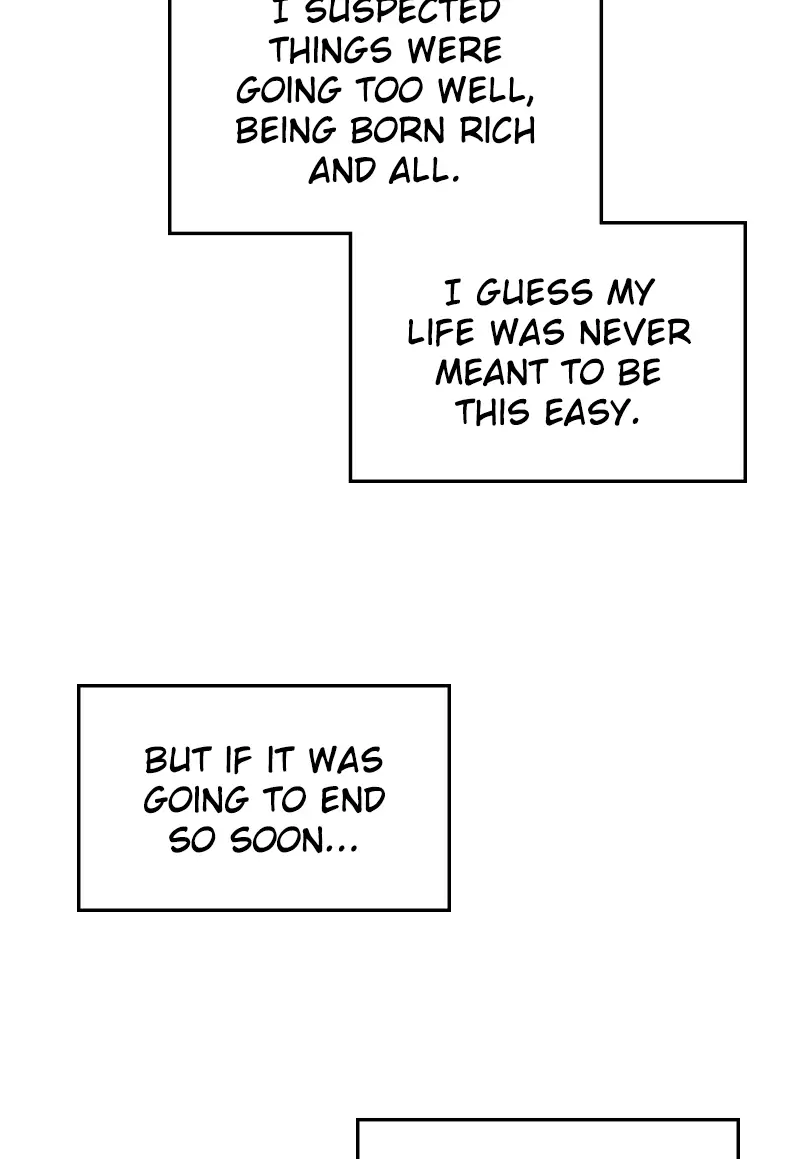 I SUSPECTED
THINGS WERE
GOING TOO WELL,
BEING BORN RICH
AND ALL.
I GUESS MY
LIFE WAS NEVER
MEANT TO BE
THIS EASY.
BUT IF IT WAS
GOING TO END
SO SOON...